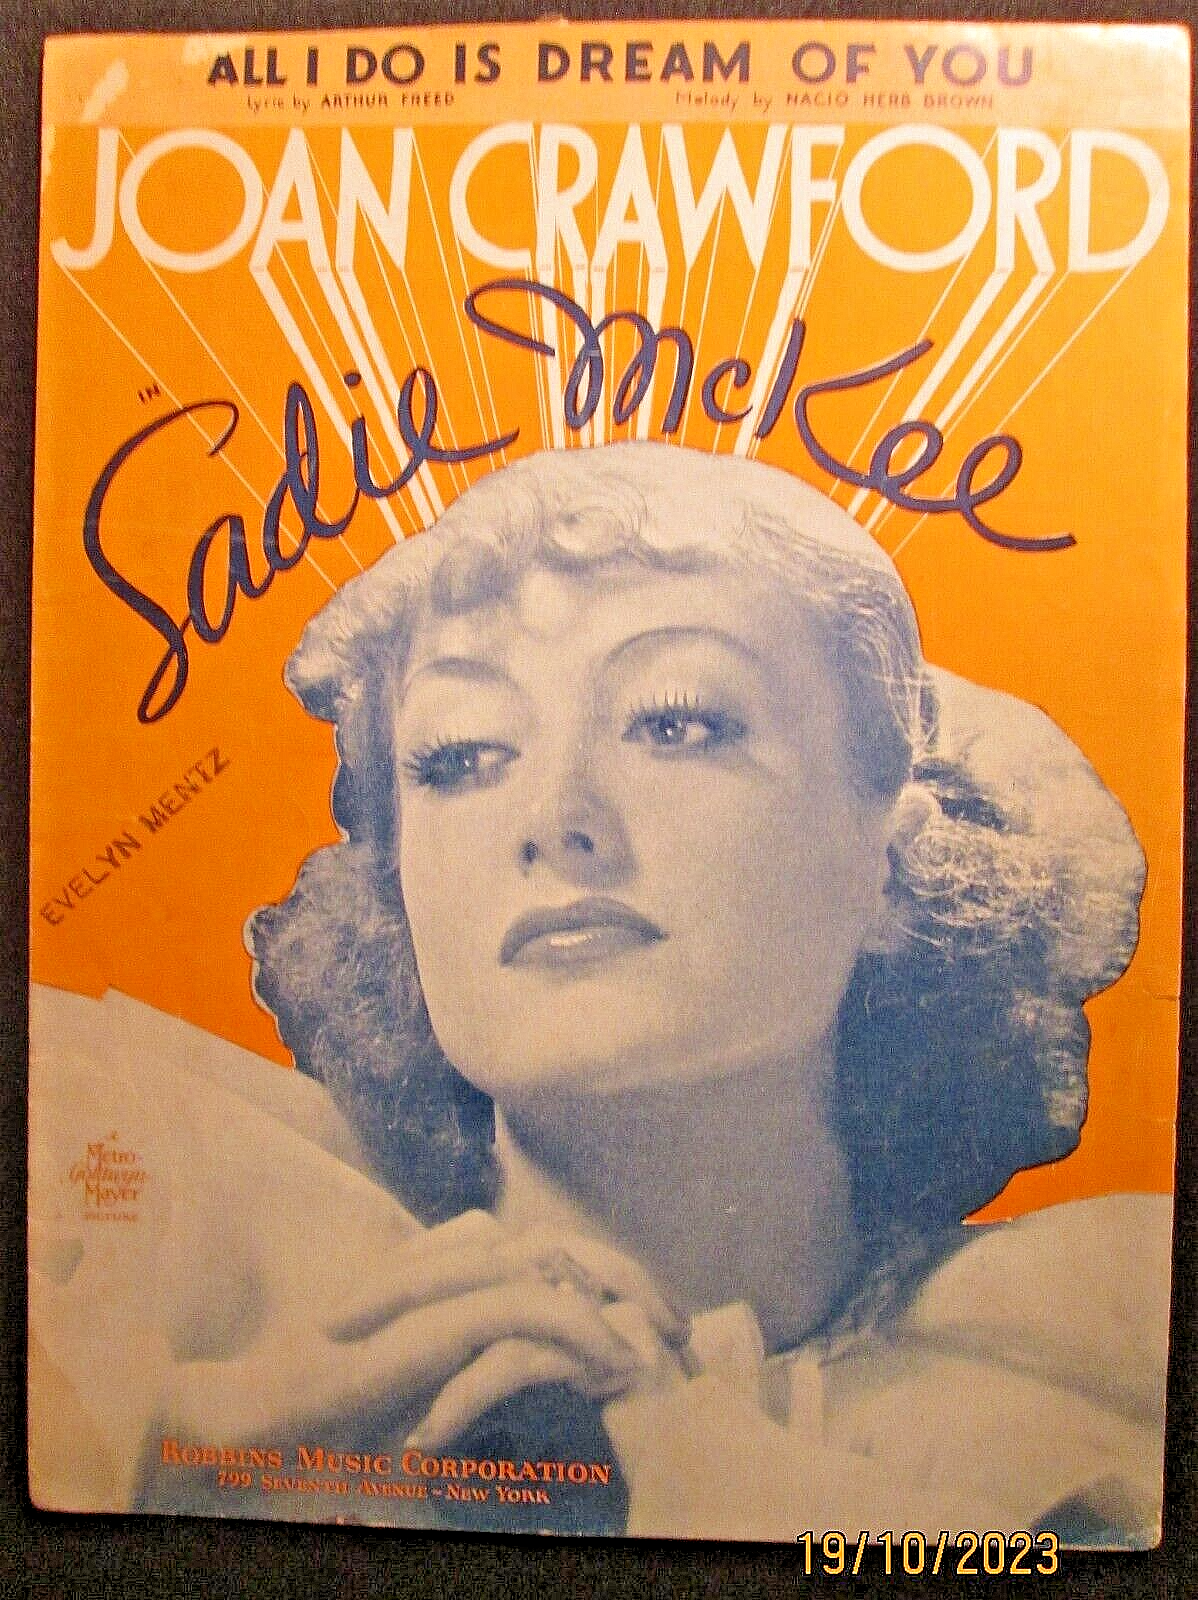 ALL I DO IS DREAM OF YOU
Lyric by ARTHUR FREED Melody by NACIO HERB BROWN
JOAN CRAWFORD
IN
Sadie McKee
EVELYN MENTZ
A
Metro-
Goldwyn-
Mayer
PICTURE
ROBBINS MUSIC CORPORATION
799 SEVENTH AVENUE - NEW YORK
19/10/2023